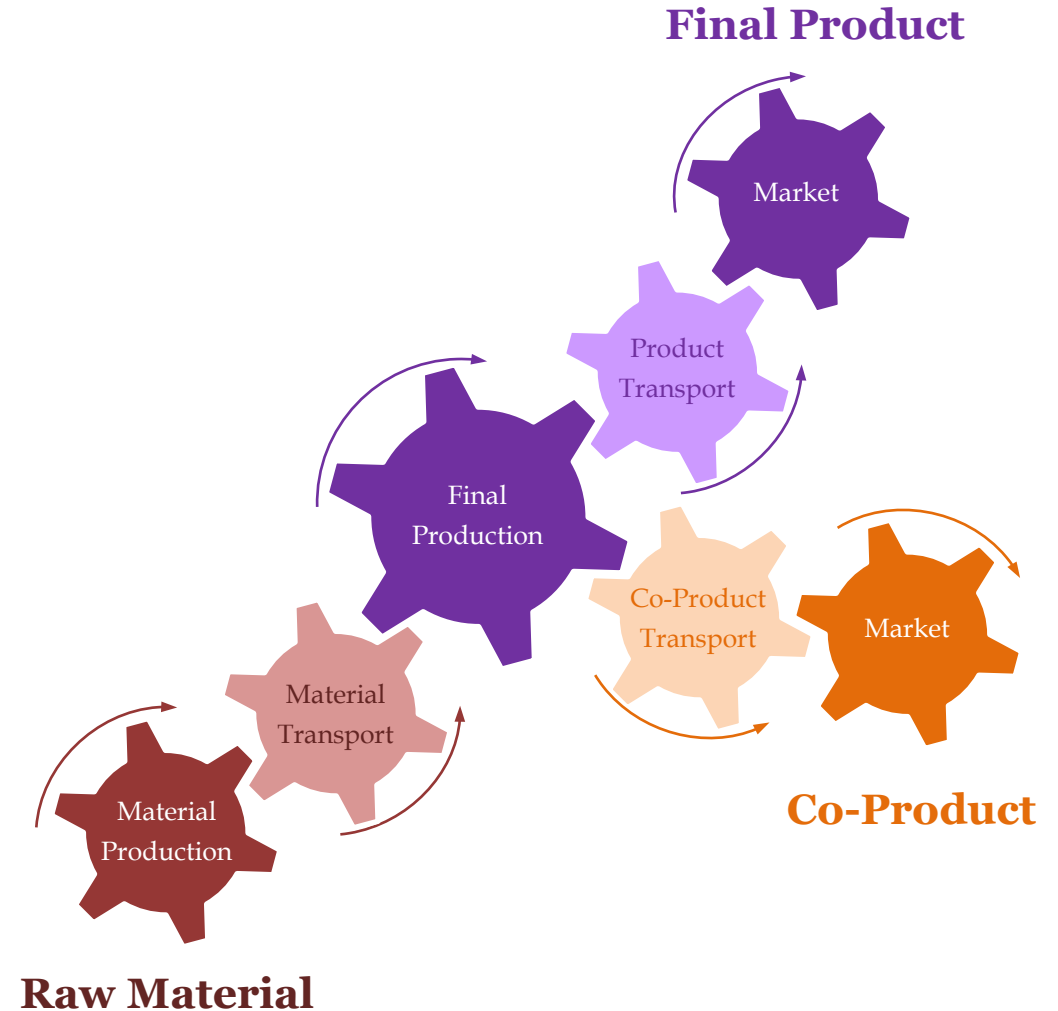 Final Product
Market
Product
Transport
Final
Production
Co-Product
Transport
Market
Material
Transport
Material
Production
Co-Product
Raw Material